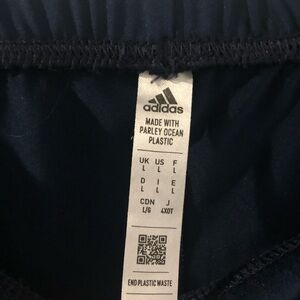 adidas
MADE WITH
PARLEY OCEAN
PLASTIC
UK US F
L L L
D I E
L L L
CDN J
L/G 4XOT
END PLASTIC WASTE